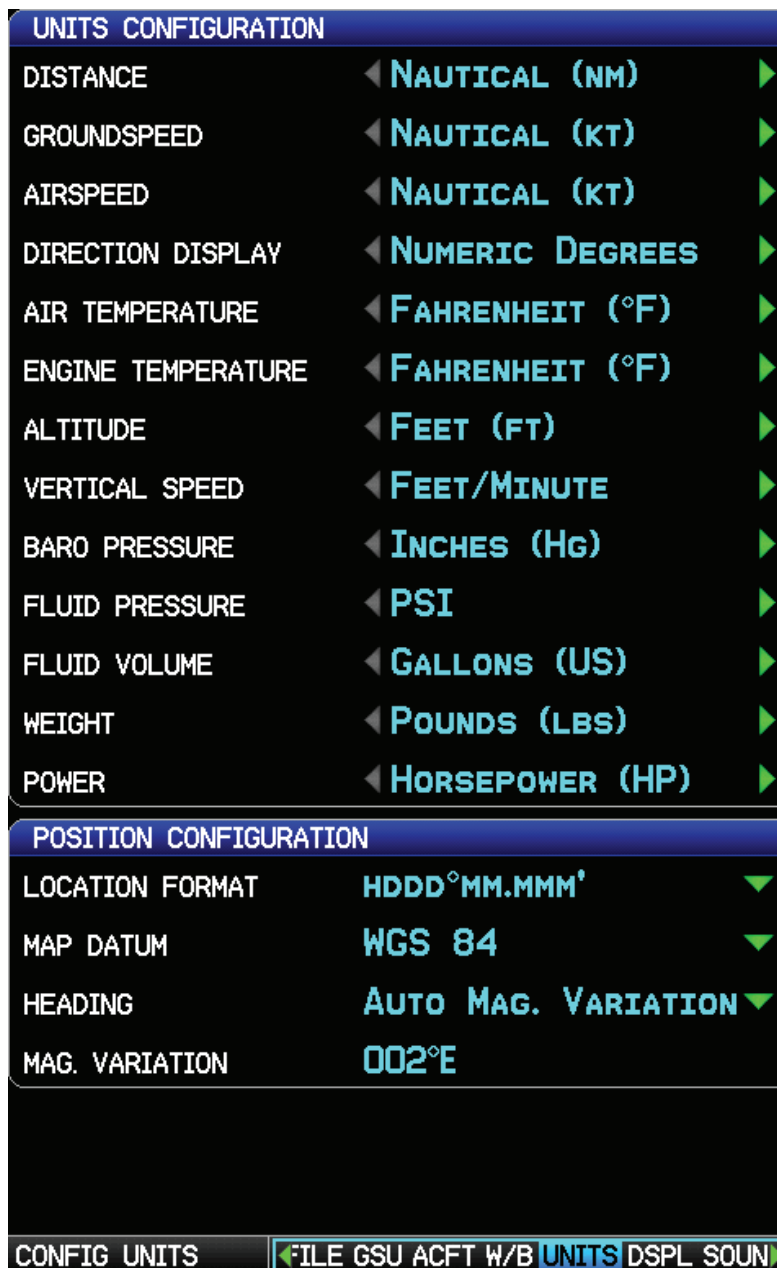 UNITS CONFIGURATION
DISTANCE NAUTICAL (NM)
GROUNDSPEED NAUTICAL (KT)
AIRSPEED NAUTICAL (KT)
DIRECTION DISPLAY NUMERIC DEGREES
AIR TEMPERATURE FAHRENHEIT (°F)
ENGINE TEMPERATURE FAHRENHEIT (°F)
ALTITUDE FEET (FT)
VERTICAL SPEED FEET/MINUTE
BARO PRESSURE INCHES (HG)
FLUID PRESSURE PSI
FLUID VOLUME GALLONS (US)
WEIGHT POUNDS (LBS)
POWER HORSEPOWER (HP)
POSITION CONFIGURATION
LOCATION FORMAT HDDD°MM.MMM'
MAP DATUM WGS 84
HEADING AUTO MAG. VARIATION
MAG. VARIATION 002°E
CONFIG UNITS FILE GSU ACFT W/B UNITS DSPL SOUN